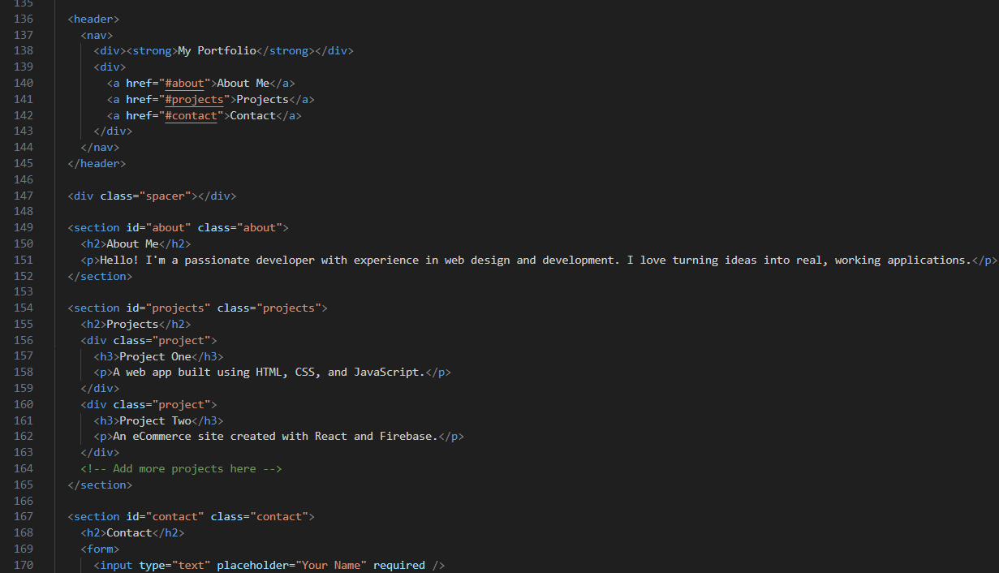 135
136 <header>
137 <nav>
138 <div><strong>My Portfolio</strong></div>
139 <div>
140 <a href="#about">About Me</a>
141 <a href="#projects">Projects</a>
142 <a href="#contact">Contact</a>
143 </div>
144 </nav>
145 </header>
146
147 <div class="spacer"></div>
148
149 <section id="about" class="about">
150 <h2>About Me</h2>
151 <p>Hello! I'm a passionate developer with experience in web design and development. I love turning ideas into real, working applications.</p>
152 </section>
153
154 <section id="projects" class="projects">
155 <h2>Projects</h2>
156 <div class="project">
157 <h3>Project One</h3>
158 <p>A web app built using HTML, CSS, and JavaScript.</p>
159 </div>
160 <div class="project">
161 <h3>Project Two</h3>
162 <p>An eCommerce site created with React and Firebase.</p>
163 </div>
164 <!-- Add more projects here -->
165 </section>
166
167 <section id="contact" class="contact">
168 <h2>Contact</h2>
169 <form>
170 <input type="text" placeholder="Your Name" required />